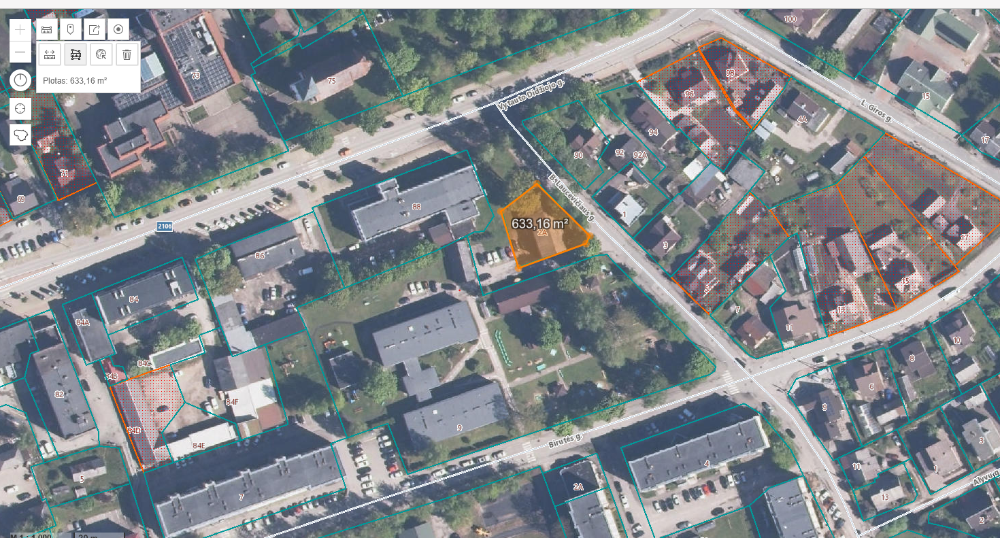 Plotas: 633,16 m²
100
73
75
Vytauto Didžiojo g.
98
96
15
L. Giros g.
4A
94
17
71
90
92
92A
69
B. Laucevičiaus g.
88
1
2106
633,16 m²
2A
3
17
86
15
5
84
13
7
84A
11
10
8
84C
84B
82
6
84F
9
84D
9
84E
Birutės g.
3
4
11
1
5
2A
7
13
2
M 1 : 1 000
20 m